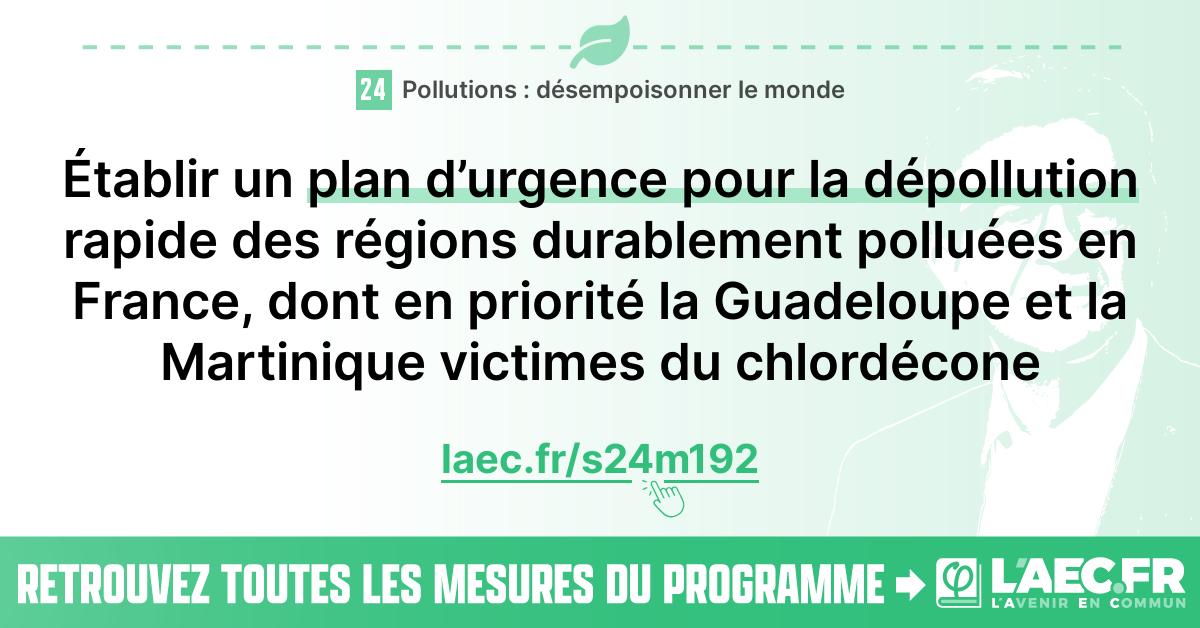 24 Pollutions : désempoisonner le monde
Établir un plan d’urgence pour la dépollution
rapide des régions durablement polluées en
France, dont en priorité la Guadeloupe et la
Martinique victimes du chlordécone
laec.fr/s24m192
RETROUVEZ TOUTES LES MESURES DU PROGRAMME
φ L'AEC.FR
L'AVENIR EN COMMUN